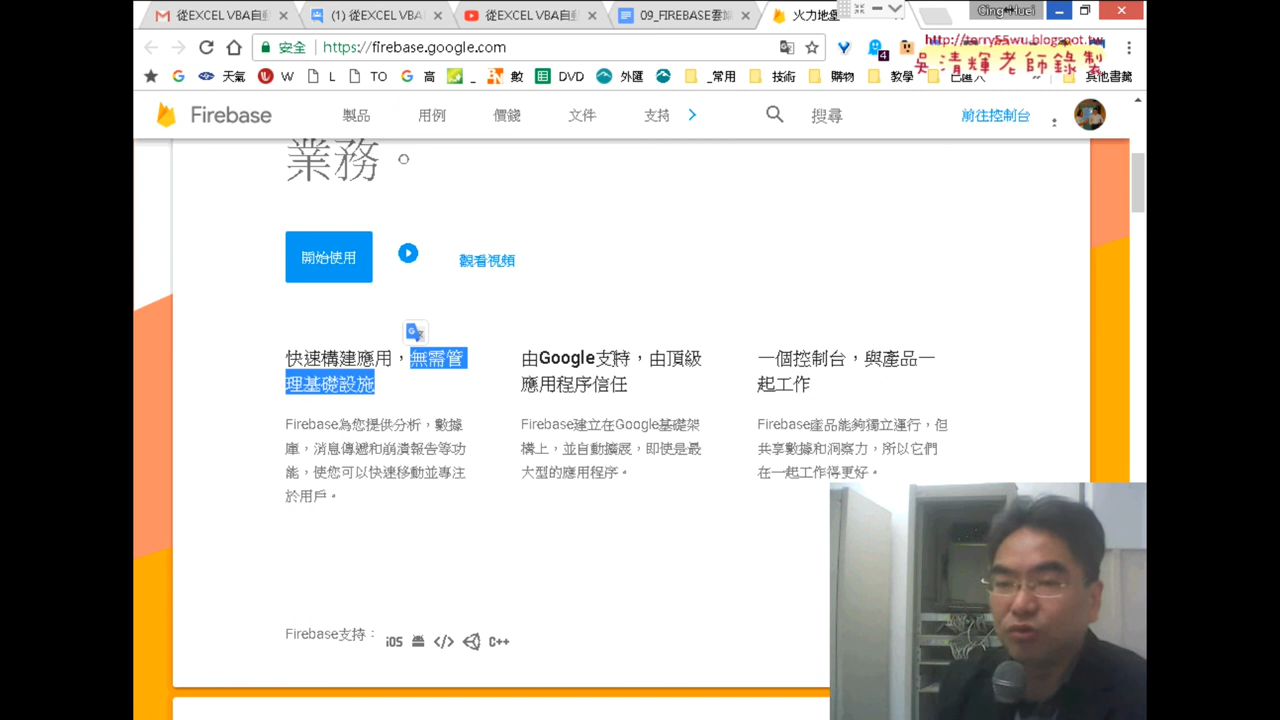 從EXCEL VBA自動
(1) 從EXCEL VBA
從EXCEL VBA自動
09_FIREBASE雲端
火力地堡
Cing-Huei
安全 https://firebase.google.com
4
http://terry55wu.blogspot.tw
吳清輝老師錄製
天氣 W L TO 高 _ 數 DVD 外匯 _常用 技術 購物 教學 已匯入 » 其他書籤
Firebase 製品 用例 價錢 文件 支持 搜尋 前往控制台
業務。
開始使用 觀看視頻
快速構建應用，無需管
理基礎設施
Firebase為您提供分析，數據
庫，消息傳遞和崩潰報告等功
能，使您可以快速移動並專注
於用戶。
由Google支持，由頂級
應用程序信任
Firebase建立在Google基礎架
構上，並自動擴展，即使是最
大型的應用程序。
一個控制台，與產品一
起工作
Firebase產品能夠獨立運行，但
共享數據和洞察力，所以它們
在一起工作得更好。
Firebase支持： iOS </> C++